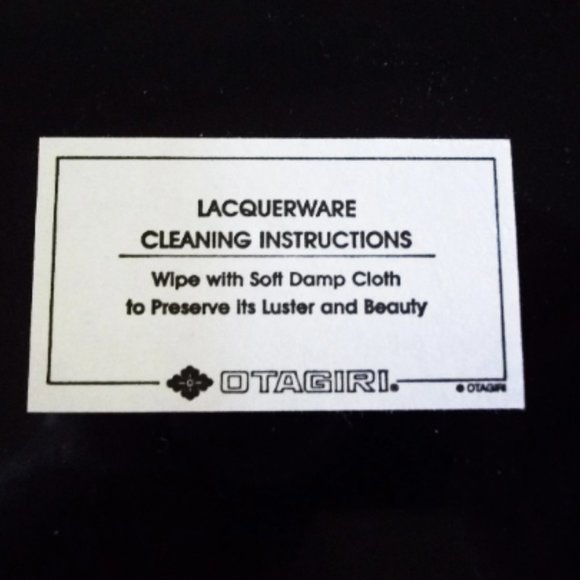 LACQUERWARE
CLEANING INSTRUCTIONS
Wipe with Soft Damp Cloth
to Preserve its Luster and Beauty
OTAGIRI®
© OTAGIRI